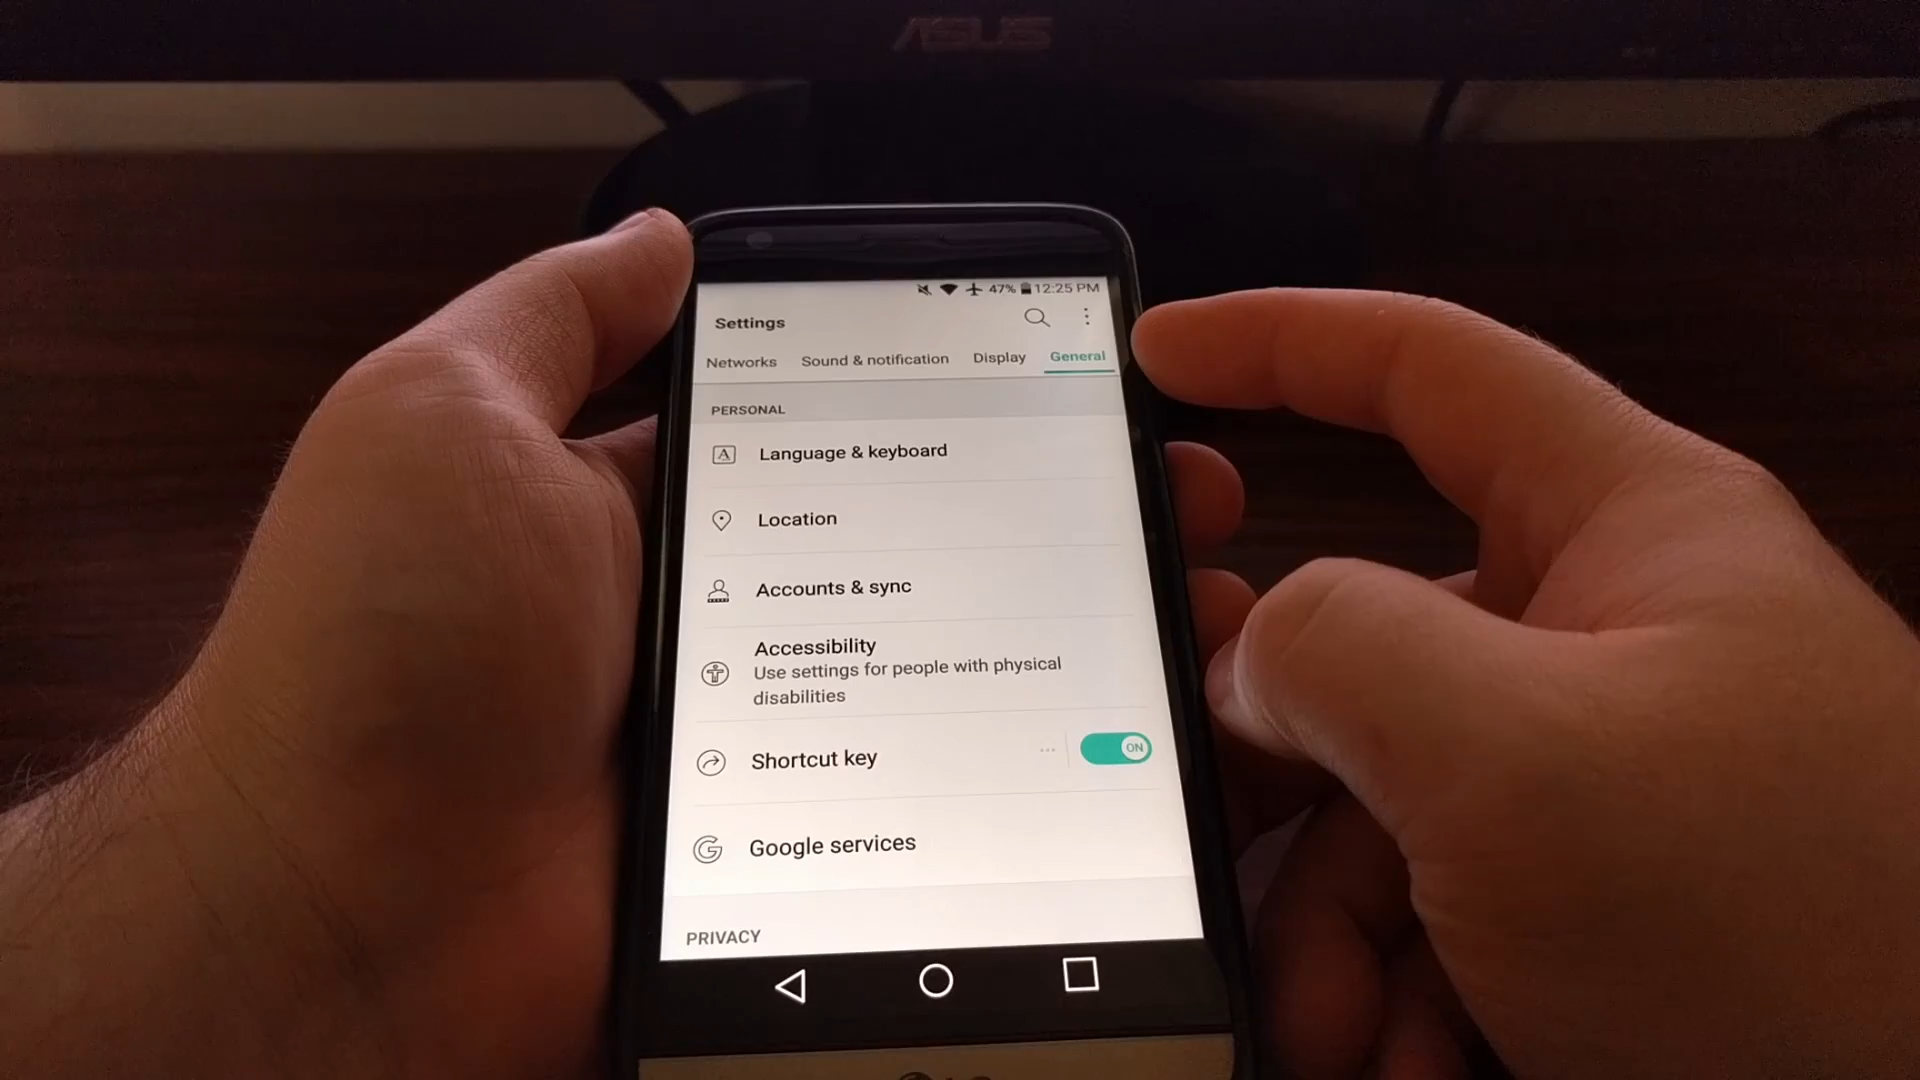 ASUS
47% 12:25 PM
Settings
Networks Sound & notification Display General
PERSONAL
A Language & keyboard
Location
Accounts & sync
Accessibility
Use settings for people with physical
disabilities
Shortcut key ... ON
G Google services
PRIVACY